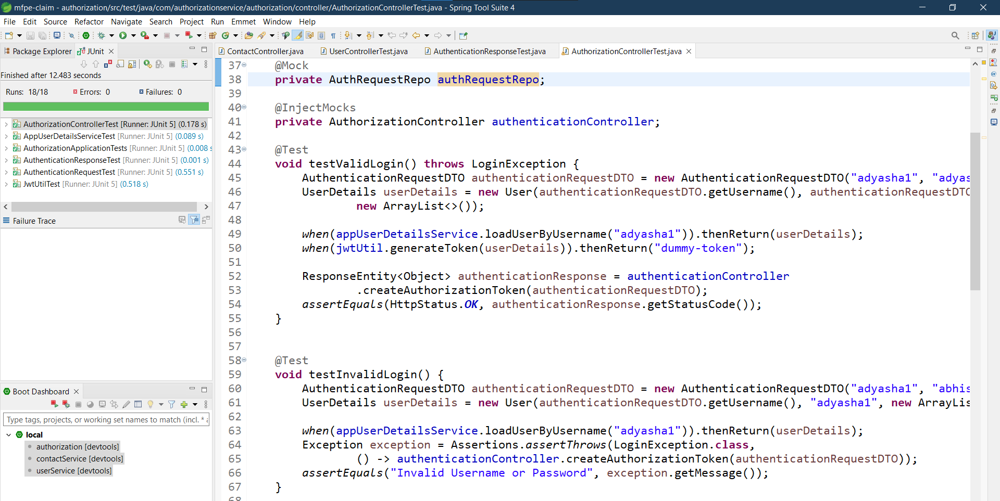 mfpe-claim - authorization/src/test/java/com/authorizationservice/authorization/controller/AuthorizationControllerTest.java - Spring Tool Suite 4
File Edit Source Refactor Navigate Search Project Run Emmet Window Help
Package Explorer JUnit
Finished after 12.483 seconds
Runs: 18/18 Errors: 0 Failures: 0
AuthorizationControllerTest [Runner: JUnit 5] (0.178 s)
AppUserDetailsServiceTest [Runner: JUnit 5] (0.089 s)
AuthorizationApplicationTests [Runner: JUnit 5] (0.008 s
AuthenticationResponseTest [Runner: JUnit 5] (0.001 s)
AuthenticationRequestTest [Runner: JUnit 5] (0.551 s)
JwtUtilTest [Runner: JUnit 5] (0.518 s)
Failure Trace
Boot Dashboard
Type tags, projects, or working set names to match (incl. *
local
authorization [devtools]
contactService [devtools]
userService [devtools]
ContactController.java UserControllerTest.java AuthenticationResponseTest.java AuthorizationControllerTest.java
37 @Mock
38 private AuthRequestRepo authRequestRepo;
39
40 @InjectMocks
41 private AuthorizationController authenticationController;
42
43 @Test
44 void testValidLogin() throws LoginException {
45 AuthenticationRequestDTO authenticationRequestDTO = new AuthenticationRequestDTO("adyasha1", "adyas
46 UserDetails userDetails = new User(authenticationRequestDTO.getUsername(), authenticationRequestDTO
47 new ArrayList<>());
48
49 when(appUserDetailsService.loadUserByUsername("adyasha1")).thenReturn(userDetails);
50 when(jwtUtil.generateToken(userDetails)).thenReturn("dummy-token");
51
52 ResponseEntity<Object> authenticationResponse = authenticationController
53 .createAuthorizationToken(authenticationRequestDTO);
54 assertEquals(HttpStatus.OK, authenticationResponse.getStatusCode());
55 }
56
57
58 @Test
59 void testInvalidLogin() {
60 AuthenticationRequestDTO authenticationRequestDTO = new AuthenticationRequestDTO("adyasha1", "abhis
61 UserDetails userDetails = new User(authenticationRequestDTO.getUsername(), "adyasha1", new ArrayLis
62
63 when(appUserDetailsService.loadUserByUsername("adyasha1")).thenReturn(userDetails);
64 Exception exception = Assertions.assertThrows(LoginException.class,
65 () -> authenticationController.createAuthorizationToken(authenticationRequestDTO));
66 assertEquals("Invalid Username or Password", exception.getMessage());
67 }
68